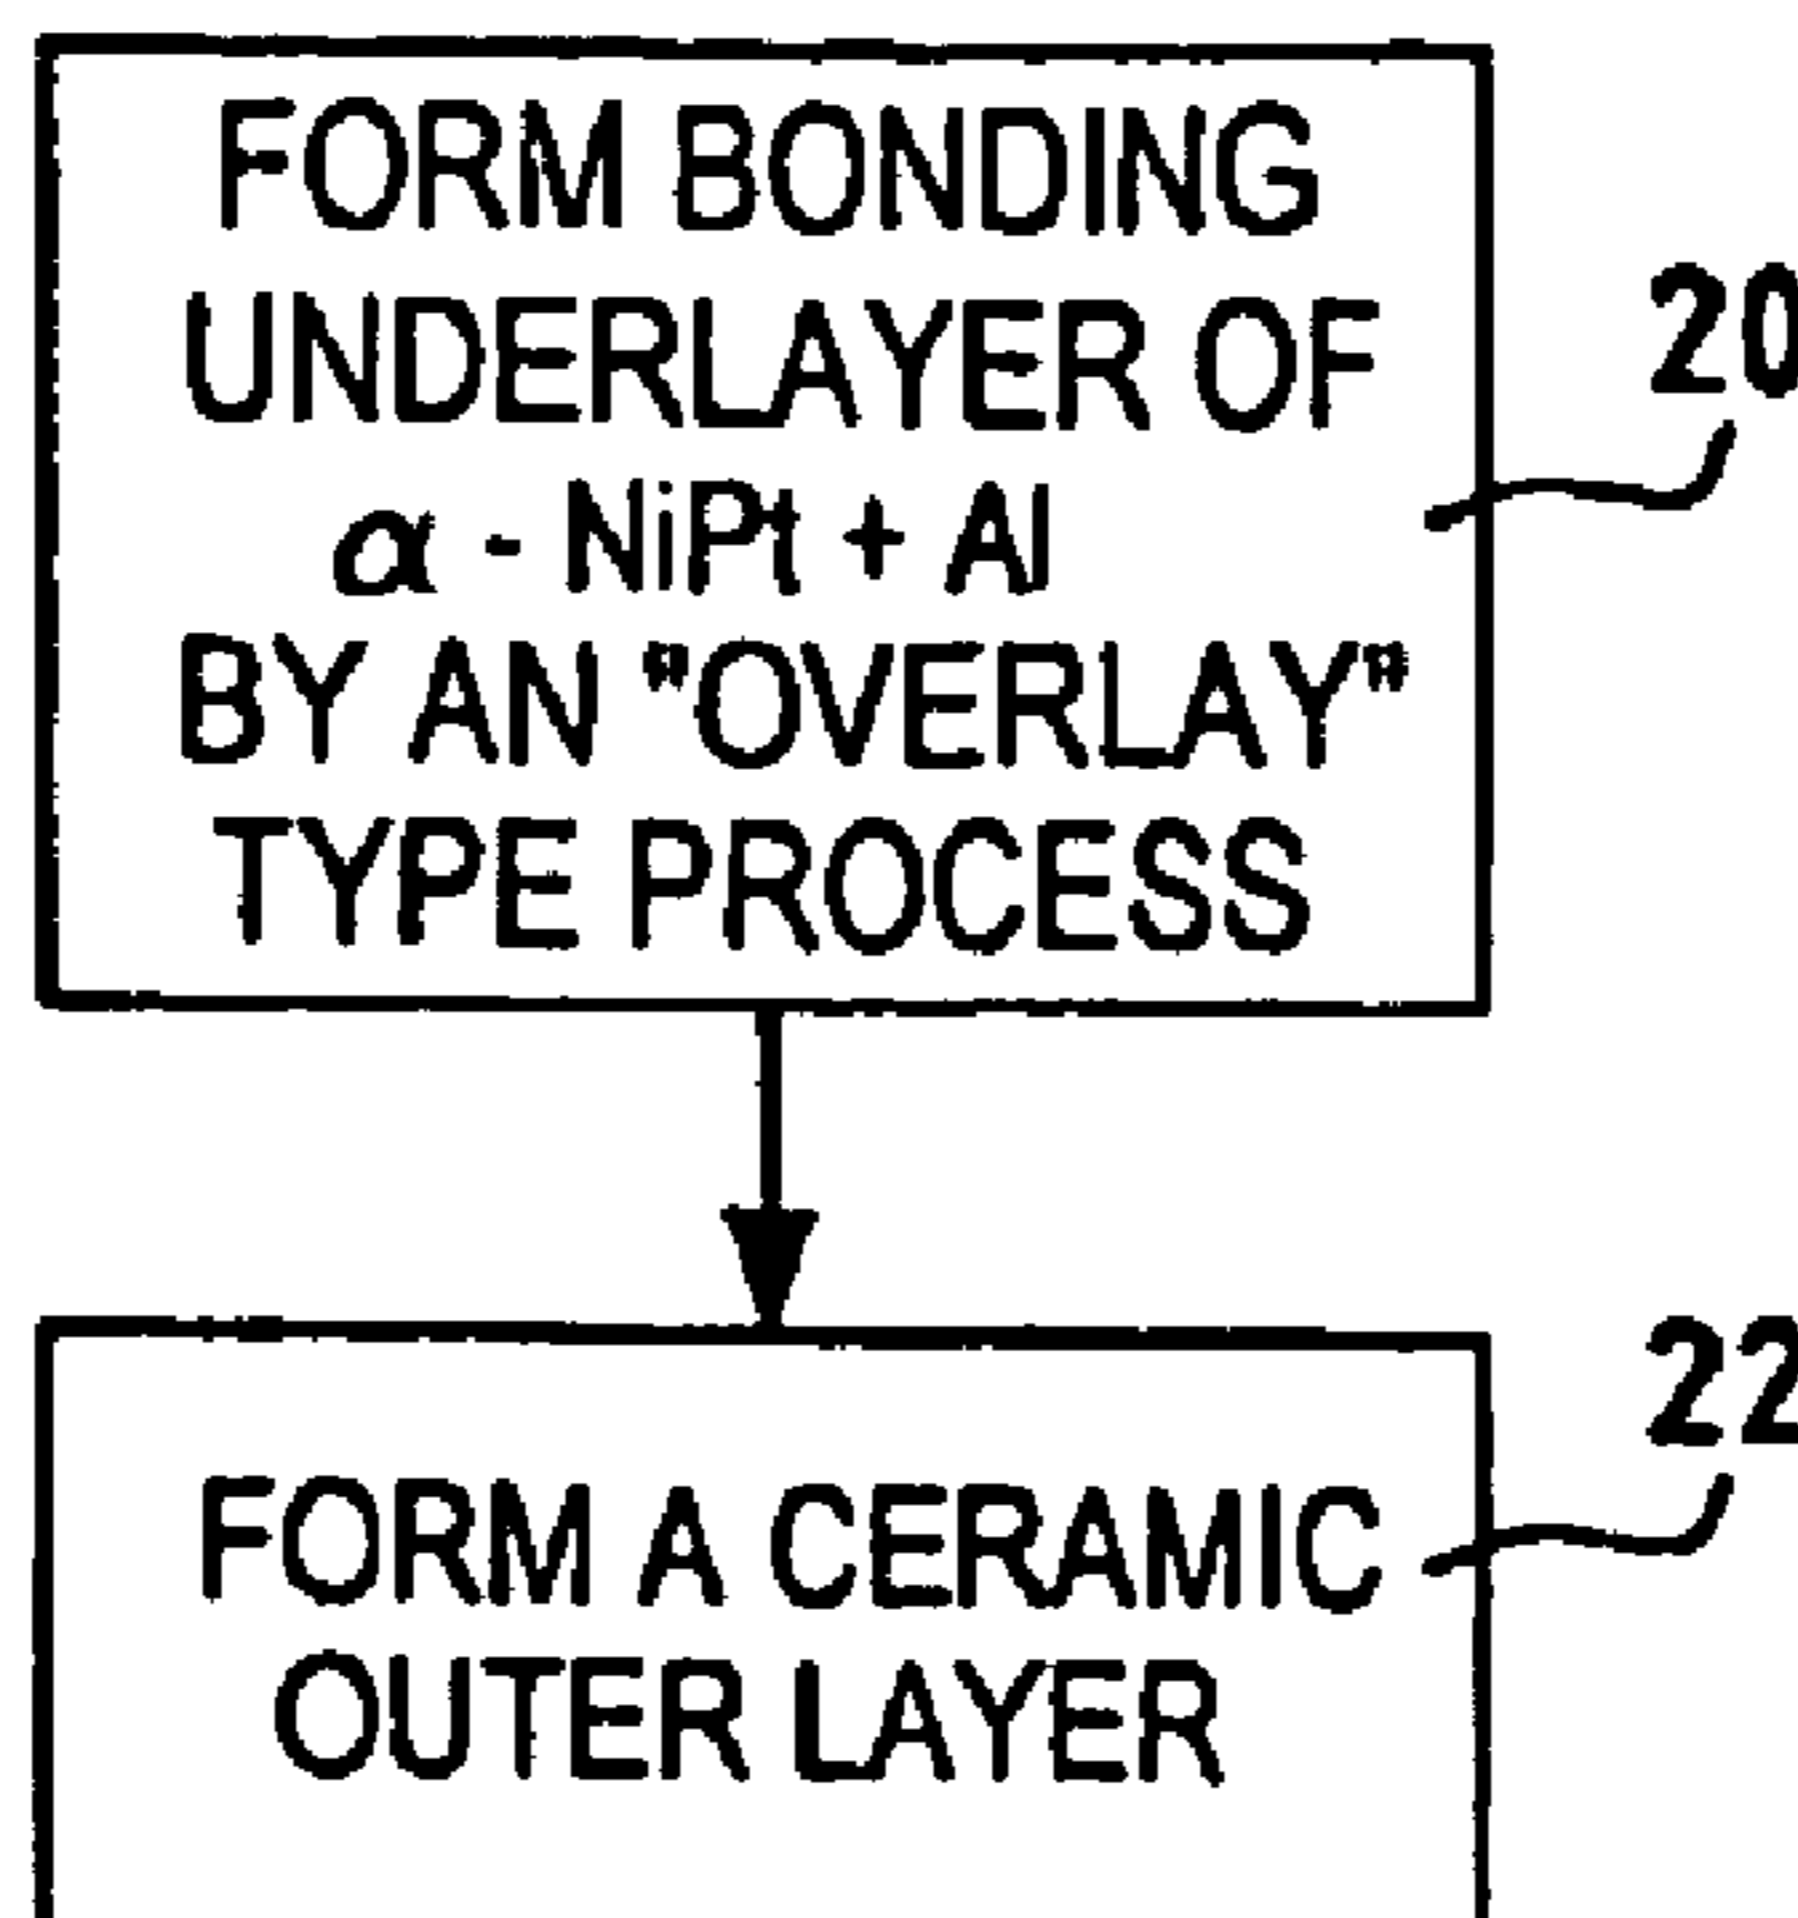 FORM BONDING
UNDERLAYER OF
20
α - NiPt + Al
BY AN "OVERLAY"
TYPE PROCESS
22
FORM A CERAMIC
OUTER LAYER